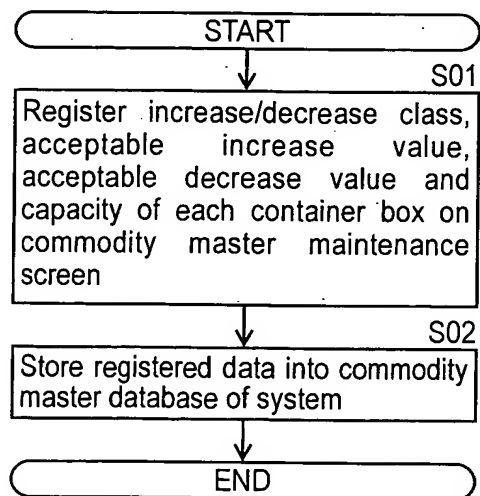 START
S01
Register increase/decrease class,
acceptable increase value,
acceptable decrease value and
capacity of each container box on
commodity master maintenance
screen
S02
Store registered data into commodity
master database of system
END